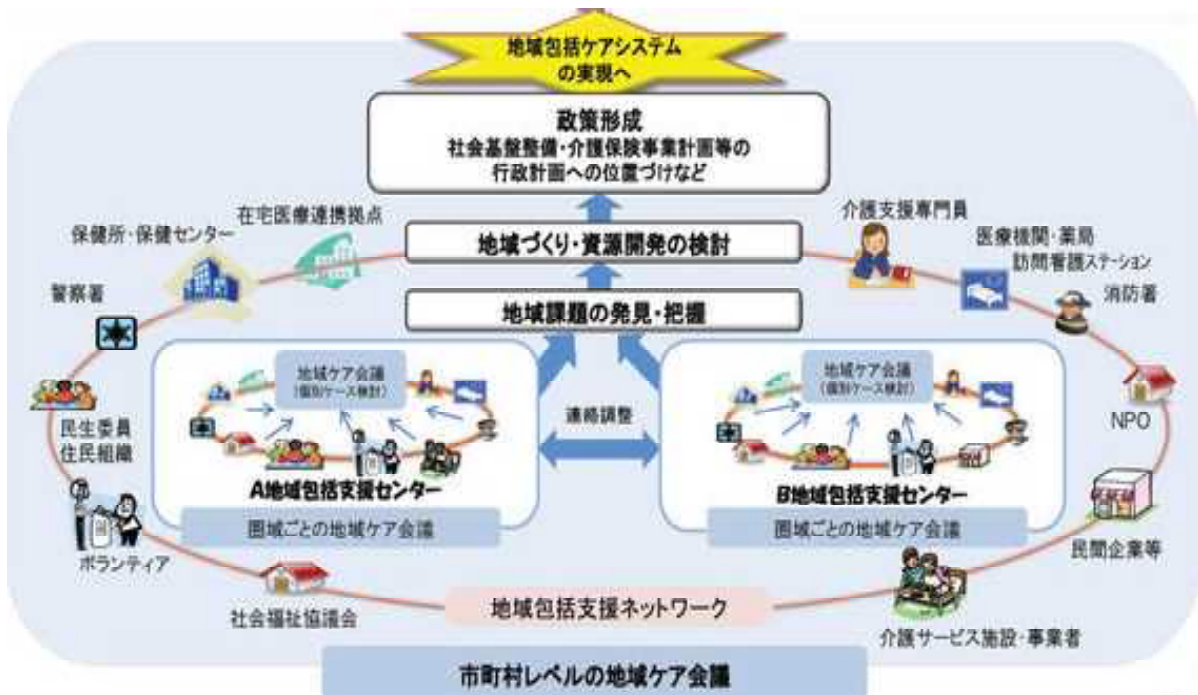 地域包括ケアシステム
の実現へ
政策形成
社会基盤整備・介護保険事業計画等の
行政計画への位置づけなど
在宅医療連携拠点
介護支援専門員
保健所・保健センター
地域づくり・資源開発の検討
医療機関・薬局
訪問看護ステーション
警察署
消防署
地域課題の発見・把握
地域ケア会議
(個別ケース検討)
地域ケア会議
(個別ケース検討)
連絡調整
民生委員
住民組織
NPO
A地域包括支援センター
B地域包括支援センター
圏域ごとの地域ケア会議
圏域ごとの地域ケア会議
ボランティア
民間企業等
社会福祉協議会
地域包括支援ネットワーク
介護サービス施設・事業者
市町村レベルの地域ケア会議